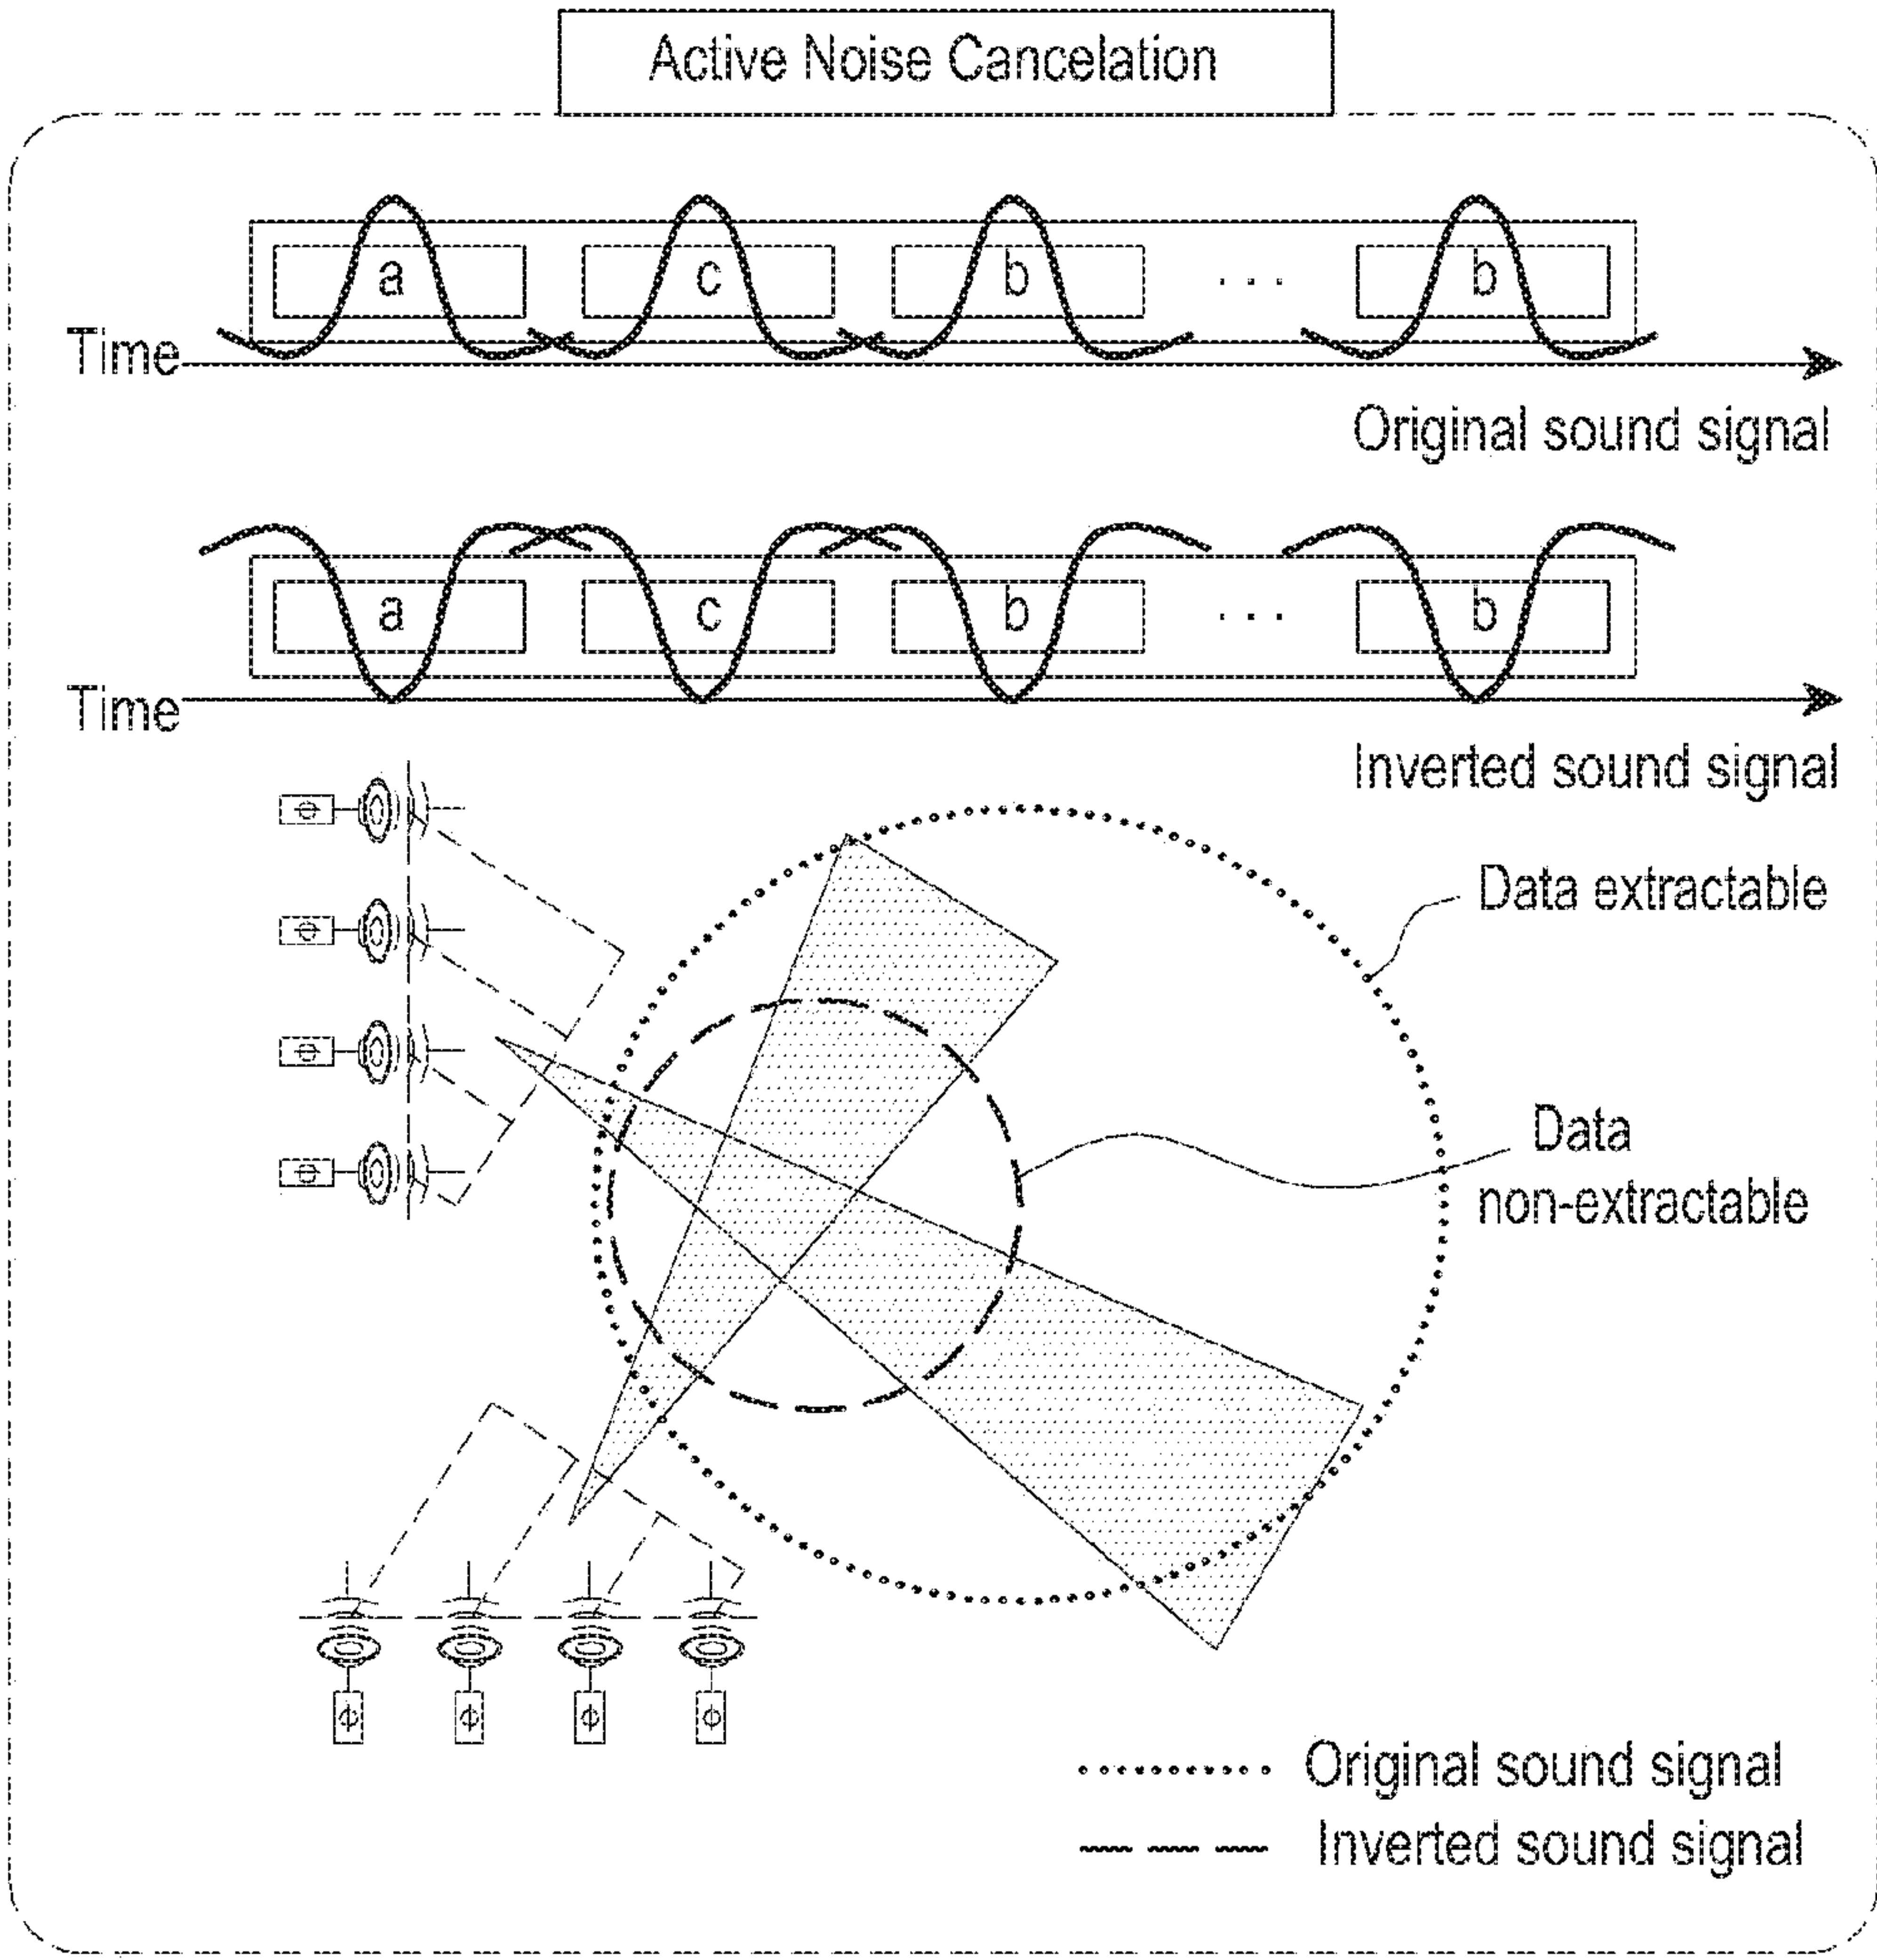 Active Noise Cancelation
a c b ... b
Time
Original sound signal
a c b ... b
Time
Inverted sound signal
Data extractable
Data
non-extractable
Φ
Φ
Φ
Φ
Φ Φ Φ Φ
Original sound signal
Inverted sound signal